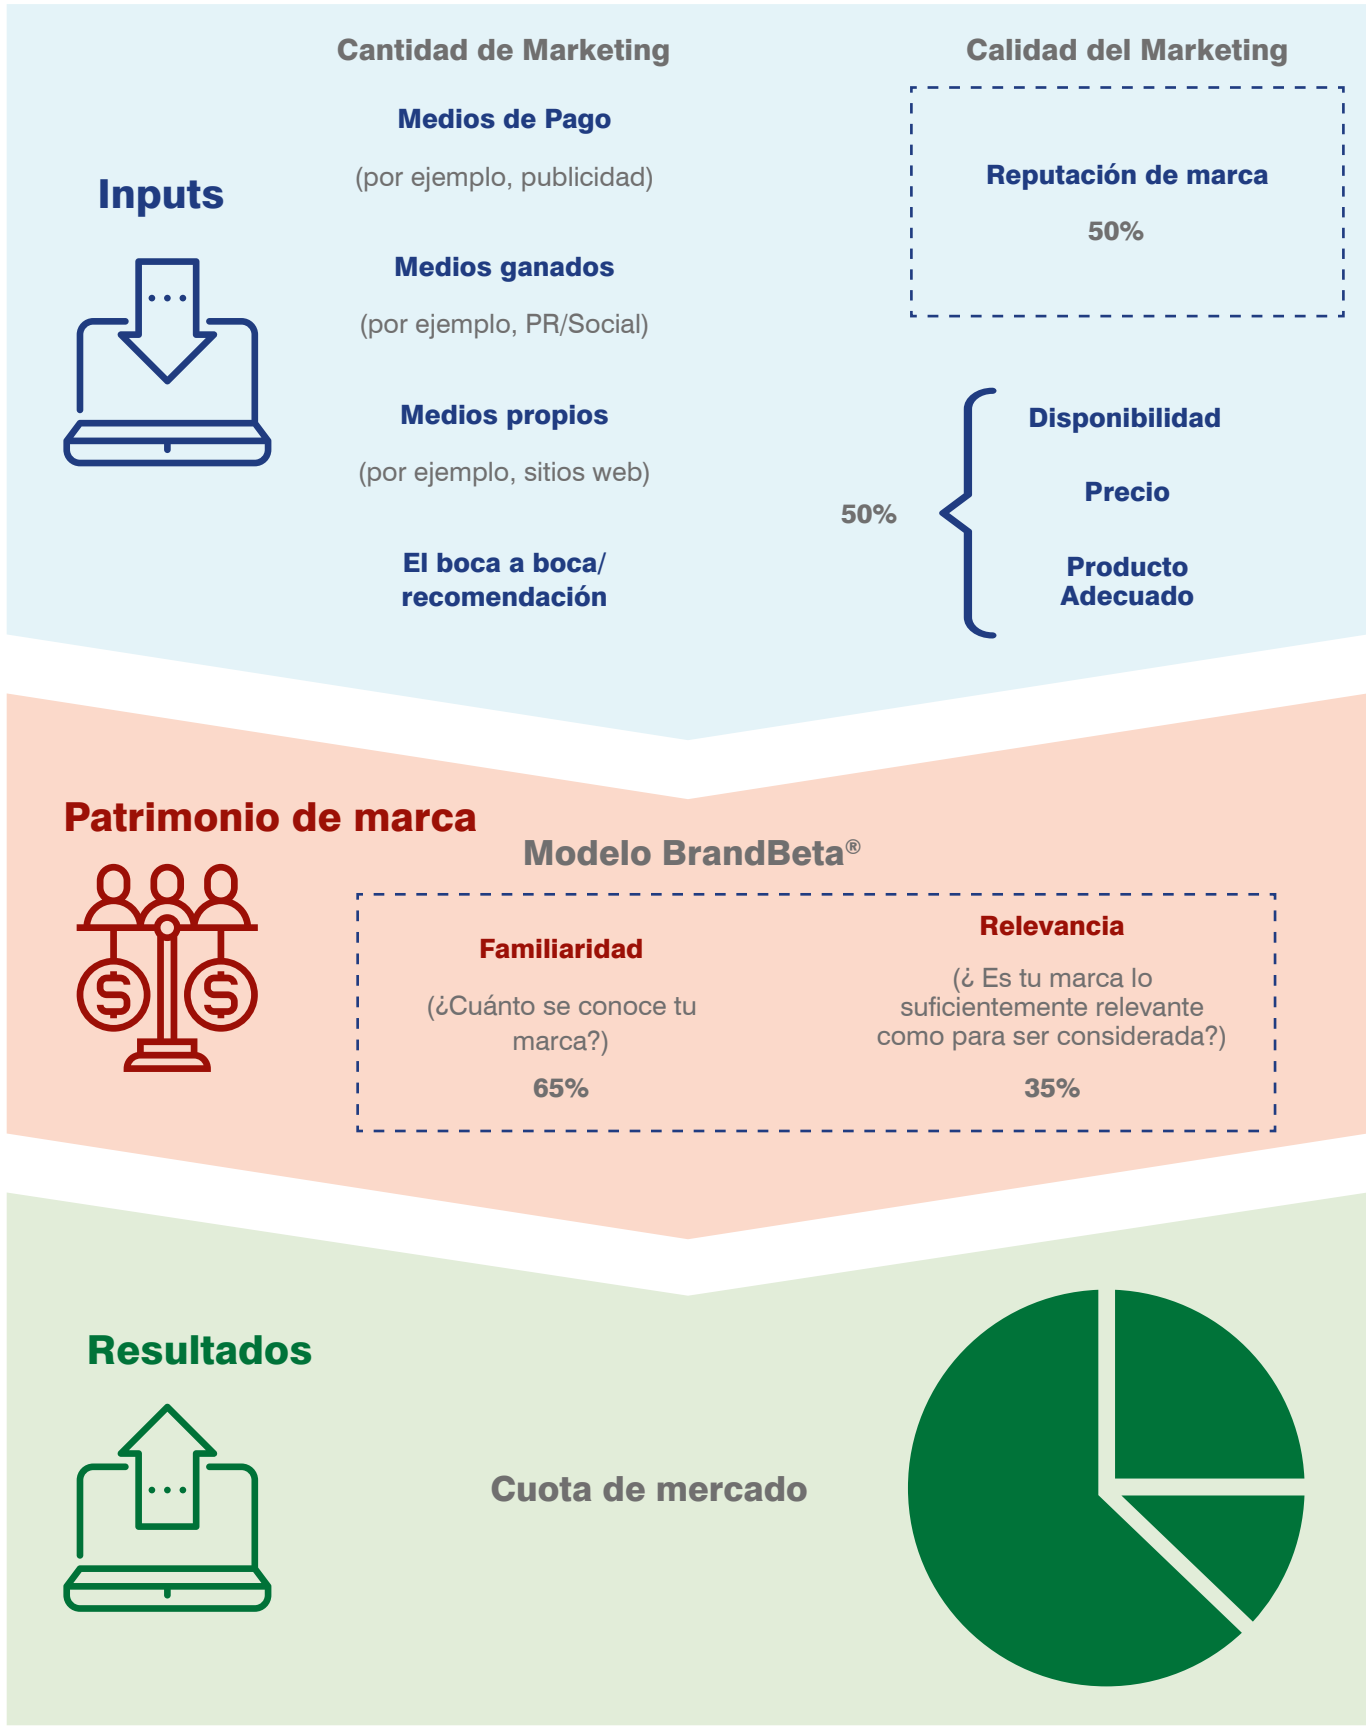 Cantidad de Marketing
Calidad del Marketing
Inputs
Medios de Pago
(por ejemplo, publicidad)
Medios ganados
(por ejemplo, PR/Social)
Medios propios
(por ejemplo, sitios web)
El boca a boca/
recomendación
Reputación de marca
50%
50%
Disponibilidad
Precio
Producto
Adecuado
Patrimonio de marca
Modelo BrandBeta®
Familiaridad
(¿Cuánto se conoce tu
marca?)
65%
Relevancia
(¿ Es tu marca lo
suficientemente relevante
como para ser considerada?)
35%
Resultados
Cuota de mercado